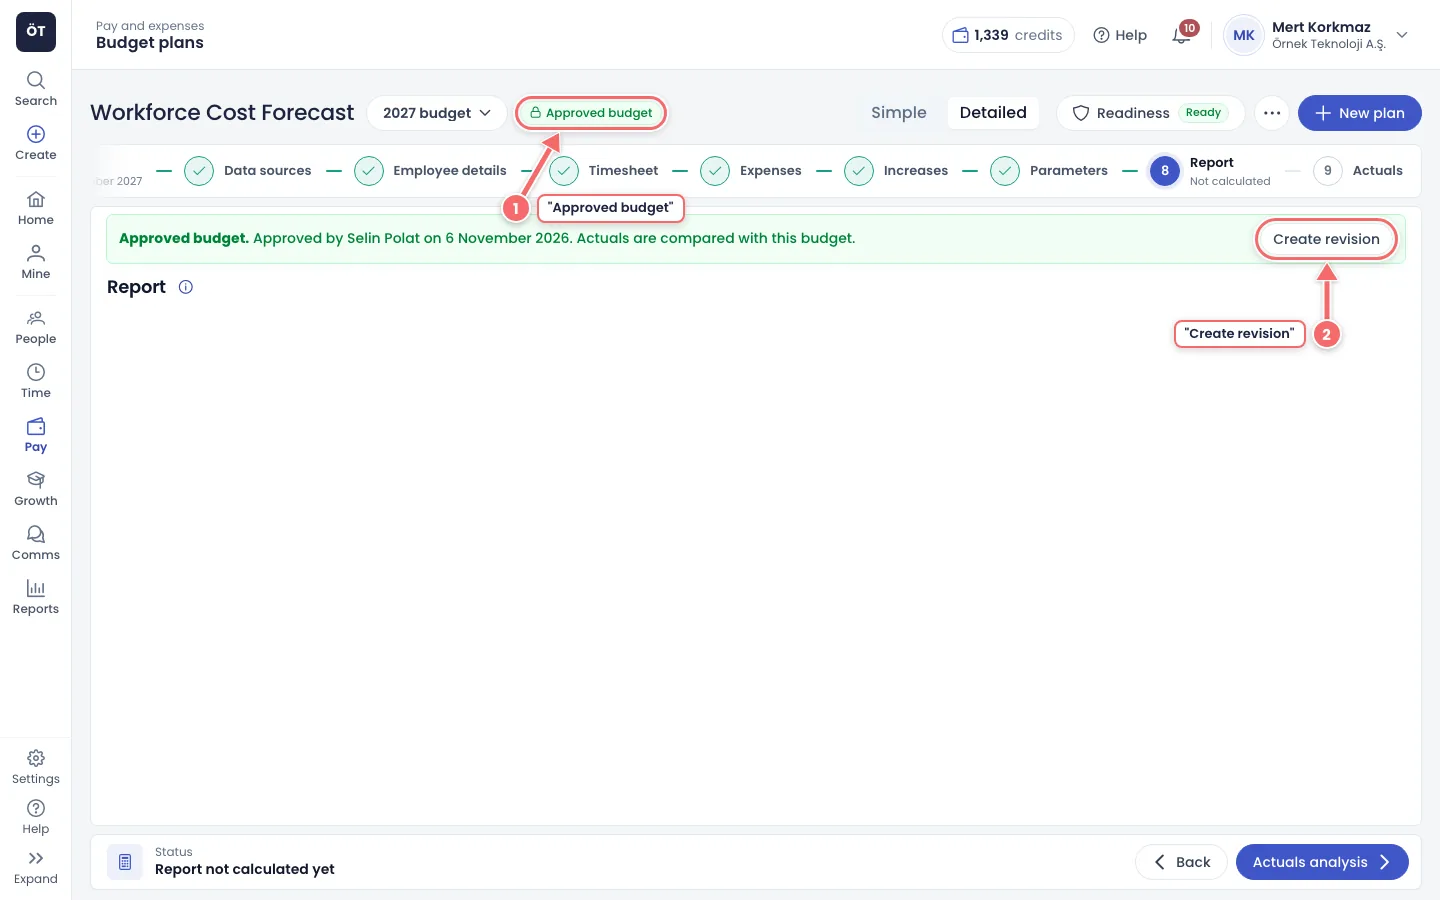 ÖT
Search
Create
Home
Mine
People
Time
Pay
Growth
Comms
Reports
Settings
Help
Expand
Pay and expenses
Budget plans
1,339 credits
Help
10
MK
Mert Korkmaz
Örnek Teknoloji A.Ş.
Workforce Cost Forecast
2027 budget
Approved budget
Simple
Detailed
Readiness
Ready
New plan
2027
Data sources
Employee details
Timesheet
Expenses
Increases
Parameters
8
Report
Not calculated
9
Actuals
1
"Approved budget"
Approved budget. Approved by Selin Polat on 6 November 2026. Actuals are compared with this budget.
Create revision
Report
"Create revision"
2
Status
Report not calculated yet
Back
Actuals analysis